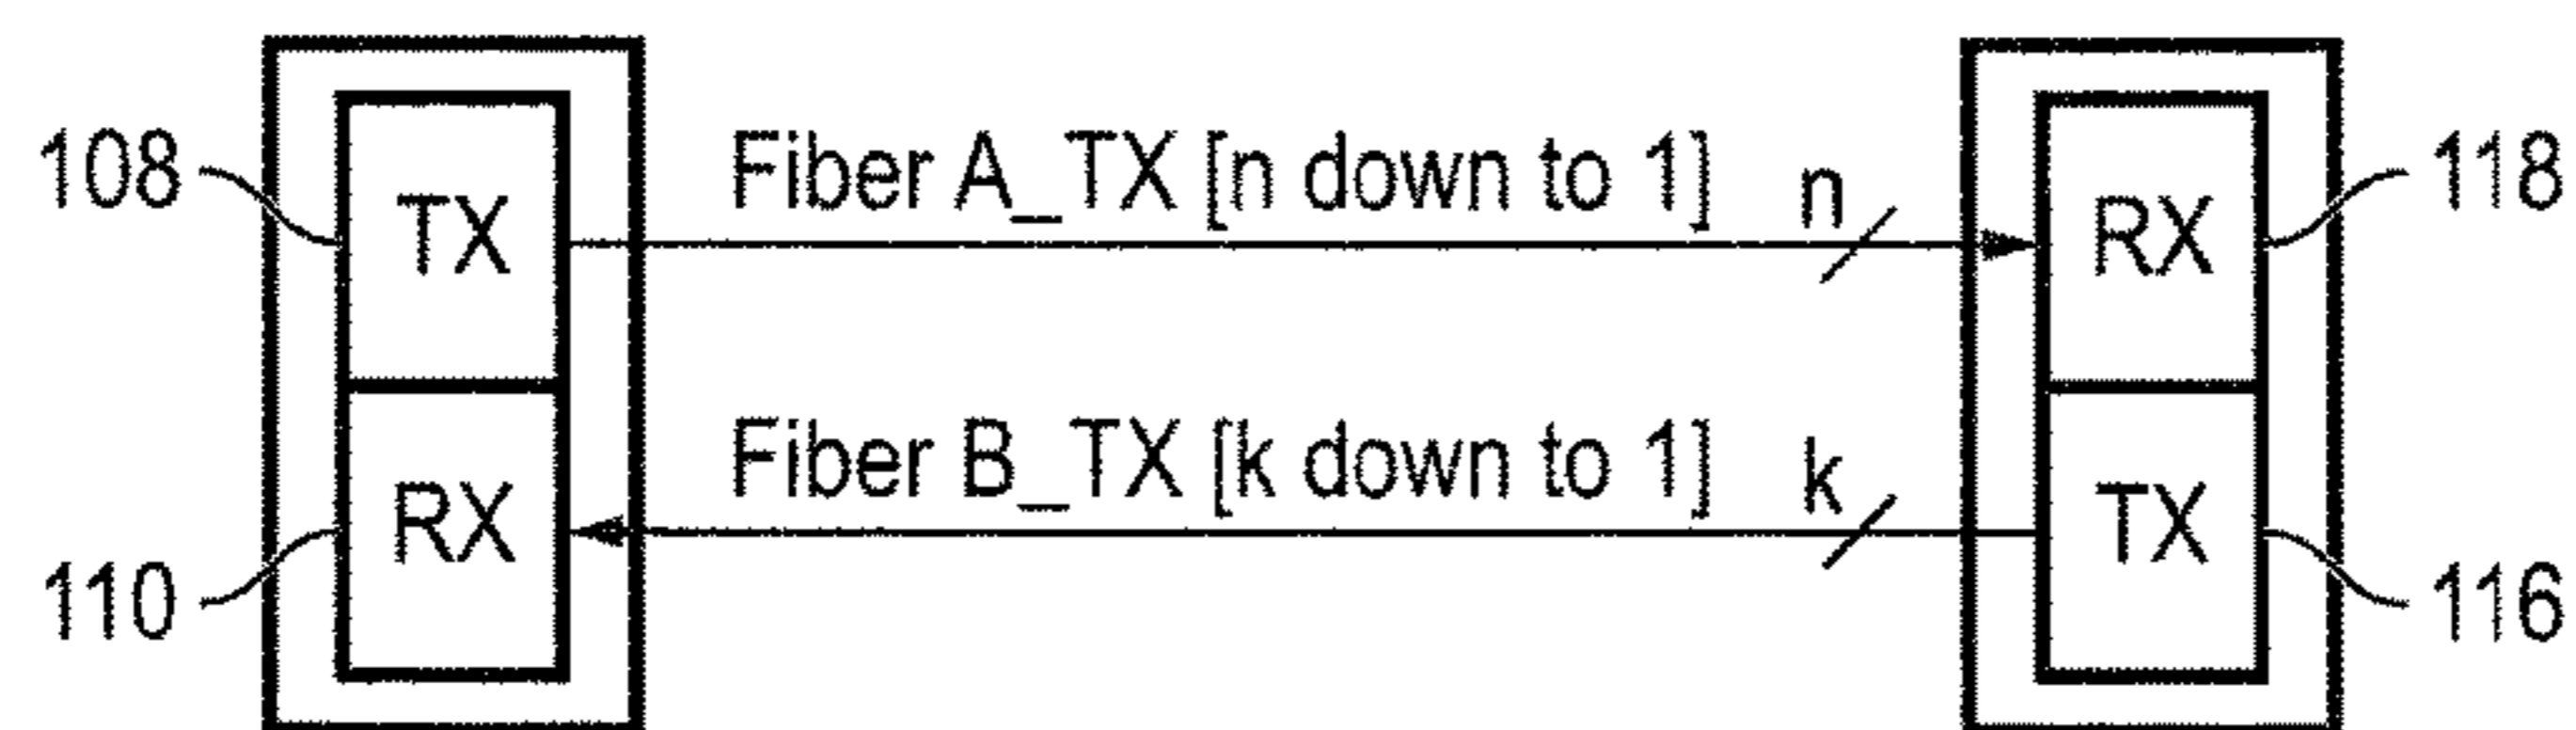 108
TX
Fiber A_TX [n down to 1]
n
RX
118
110
RX
Fiber B_TX [k down to 1]
k
TX
116